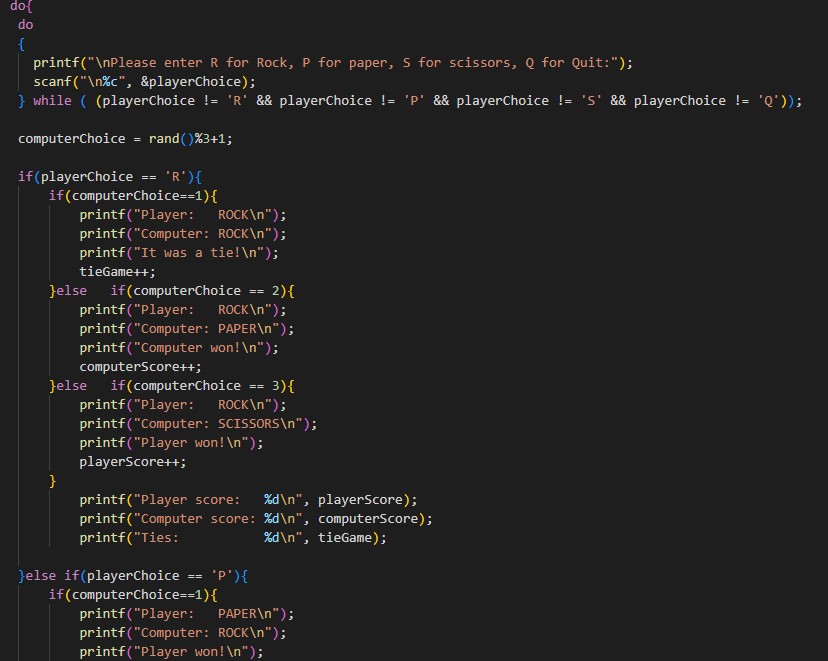 do{
do
{
printf("\nPlease enter R for Rock, P for paper, S for scissors, Q for Quit:");
scanf("\n%c", &playerChoice);
} while ( (playerChoice != 'R' && playerChoice != 'P' && playerChoice != 'S' && playerChoice != 'Q'));
computerChoice = rand()%3+1;
if(playerChoice == 'R'){
if(computerChoice==1){
printf("Player:   ROCK\n");
printf("Computer: ROCK\n");
printf("It was a tie!\n");
tieGame++;
}else   if(computerChoice == 2){
printf("Player:   ROCK\n");
printf("Computer: PAPER\n");
printf("Computer won!\n");
computerScore++;
}else   if(computerChoice == 3){
printf("Player:   ROCK\n");
printf("Computer: SCISSORS\n");
printf("Player won!\n");
playerScore++;
}
printf("Player score:   %d\n", playerScore);
printf("Computer score: %d\n", computerScore);
printf("Ties:           %d\n", tieGame);
}else if(playerChoice == 'P'){
if(computerChoice==1){
printf("Player:   PAPER\n");
printf("Computer: ROCK\n");
printf("Player won!\n");